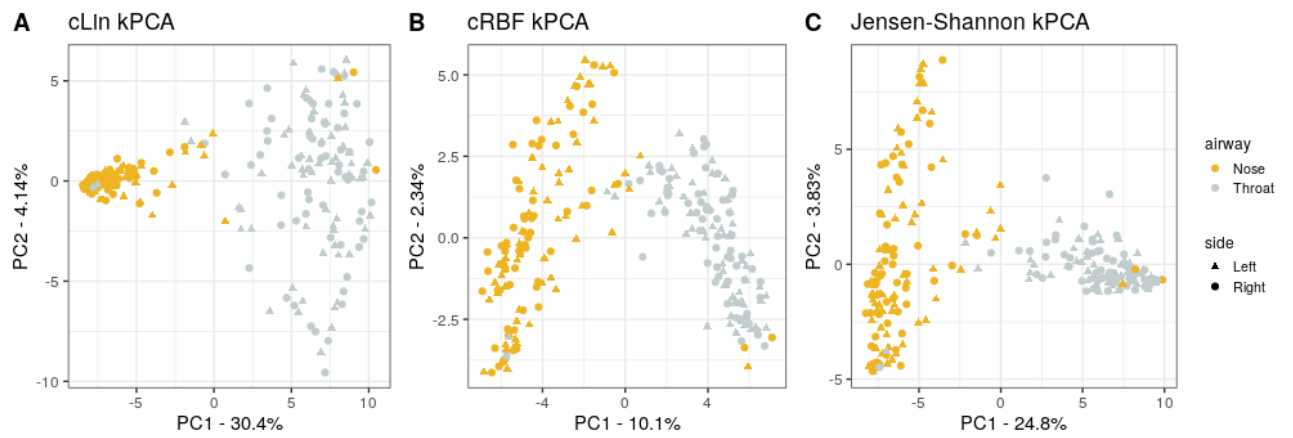 A cLin kPCA
B cRBF kPCA
C Jensen-Shannon kPCA
PC2 - 4.14%
5
0
-5
-10
-5 0 5 10
PC1 - 30.4%
PC2 - 2.34%
5.0
2.5
0.0
-2.5
-4 0 4
PC1 - 10.1%
PC2 - 3.83%
5
0
-5
-5 0 5 10
PC1 - 24.8%
airway
Nose
Throat
side
Left
Right